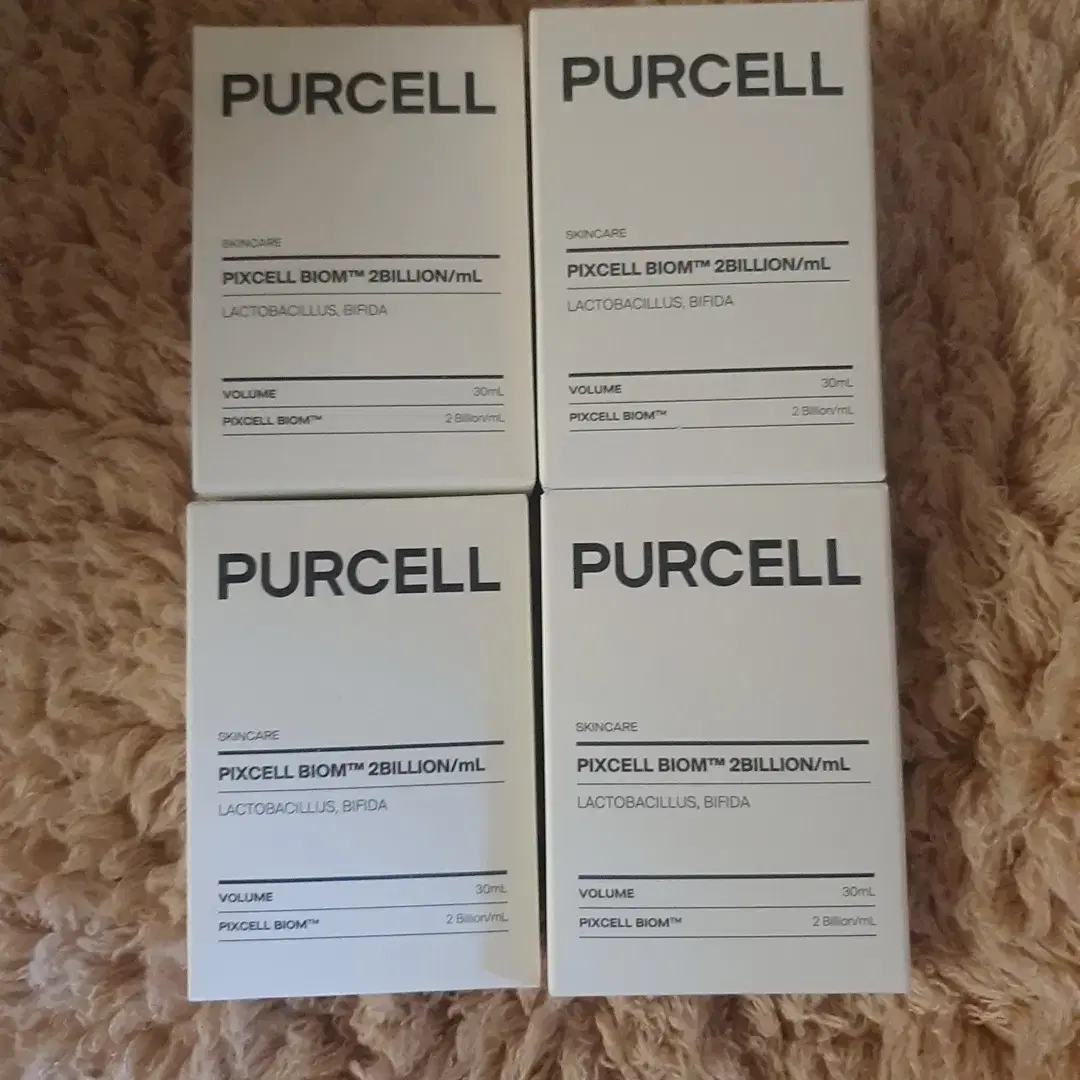 PURCELL
SKINCARE
PIXCELL BIOM™ 2BILLION/mL
LACTOBACILLUS, BIFIDA
VOLUME 30mL
PIXCELL BIOM™ 2 Billion/mL
PURCELL
SKINCARE
PIXCELL BIOM™ 2BILLION/mL
LACTOBACILLUS, BIFIDA
VOLUME 30mL
PIXCELL BIOM™ 2 Billion/mL
PURCELL
SKINCARE
PIXCELL BIOM™ 2BILLION/mL
LACTOBACILLUS, BIFIDA
VOLUME 30mL
PIXCELL BIOM™ 2 Billion/mL
PURCELL
SKINCARE
PIXCELL BIOM™ 2BILLION/mL
LACTOBACILLUS, BIFIDA
VOLUME 30mL
PIXCELL BIOM™ 2 Billion/mL